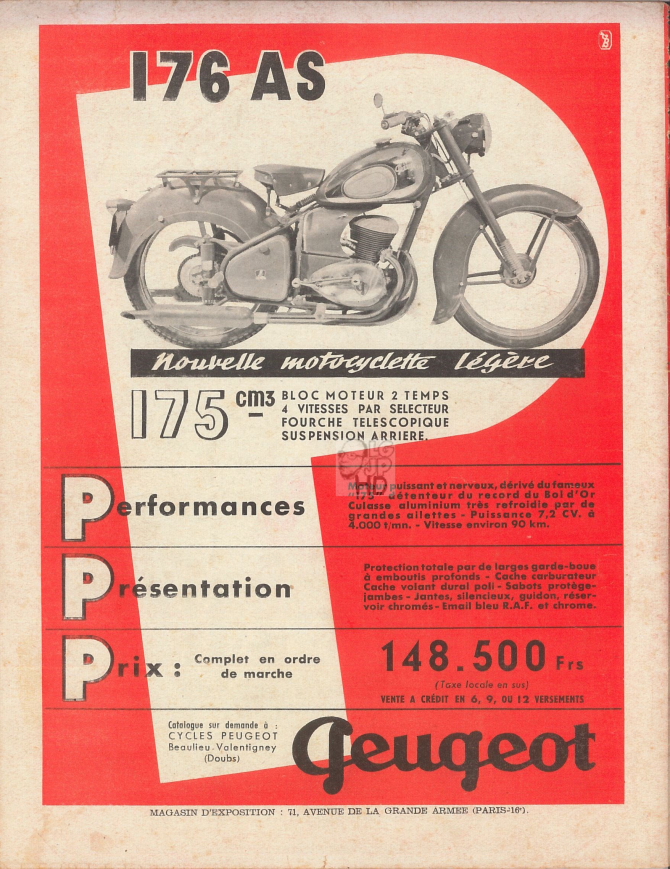 176 AS
Nouvelle motocyclette légère
175 cm3
BLOC MOTEUR 2 TEMPS
4 VITESSES PAR SELECTEUR
FOURCHE TELESCOPIQUE
SUSPENSION ARRIERE.
Performances
Moteur puissant et nerveux, dérivé du fameux
détenteur du record du Bol d'Or
Culasse aluminium très refroidie par de
grandes ailettes - Puissance 7,2 CV. à
4.000 t/mn. - Vitesse environ 90 km.
Présentation
Protection totale par de larges garde-boue
à emboutis profonds - Cache carburateur
Cache volant dural poli - Sabots protège-
jambes - Jantes, silencieux, guidon, réser-
voir chromés - Email bleu R.A.F. et chrome.
Prix : Complet en ordre
de marche
148.500 Frs
(Taxe locale en sus)
VENTE A CRÉDIT EN 6, 9, OU 12 VERSEMENTS
Catalogue sur demande à :
CYCLES PEUGEOT
Beaulieu-Valentigney
(Doubs)
Peugeot
MAGASIN D'EXPOSITION : 71, AVENUE DE LA GRANDE ARMEE (PARIS-16e).